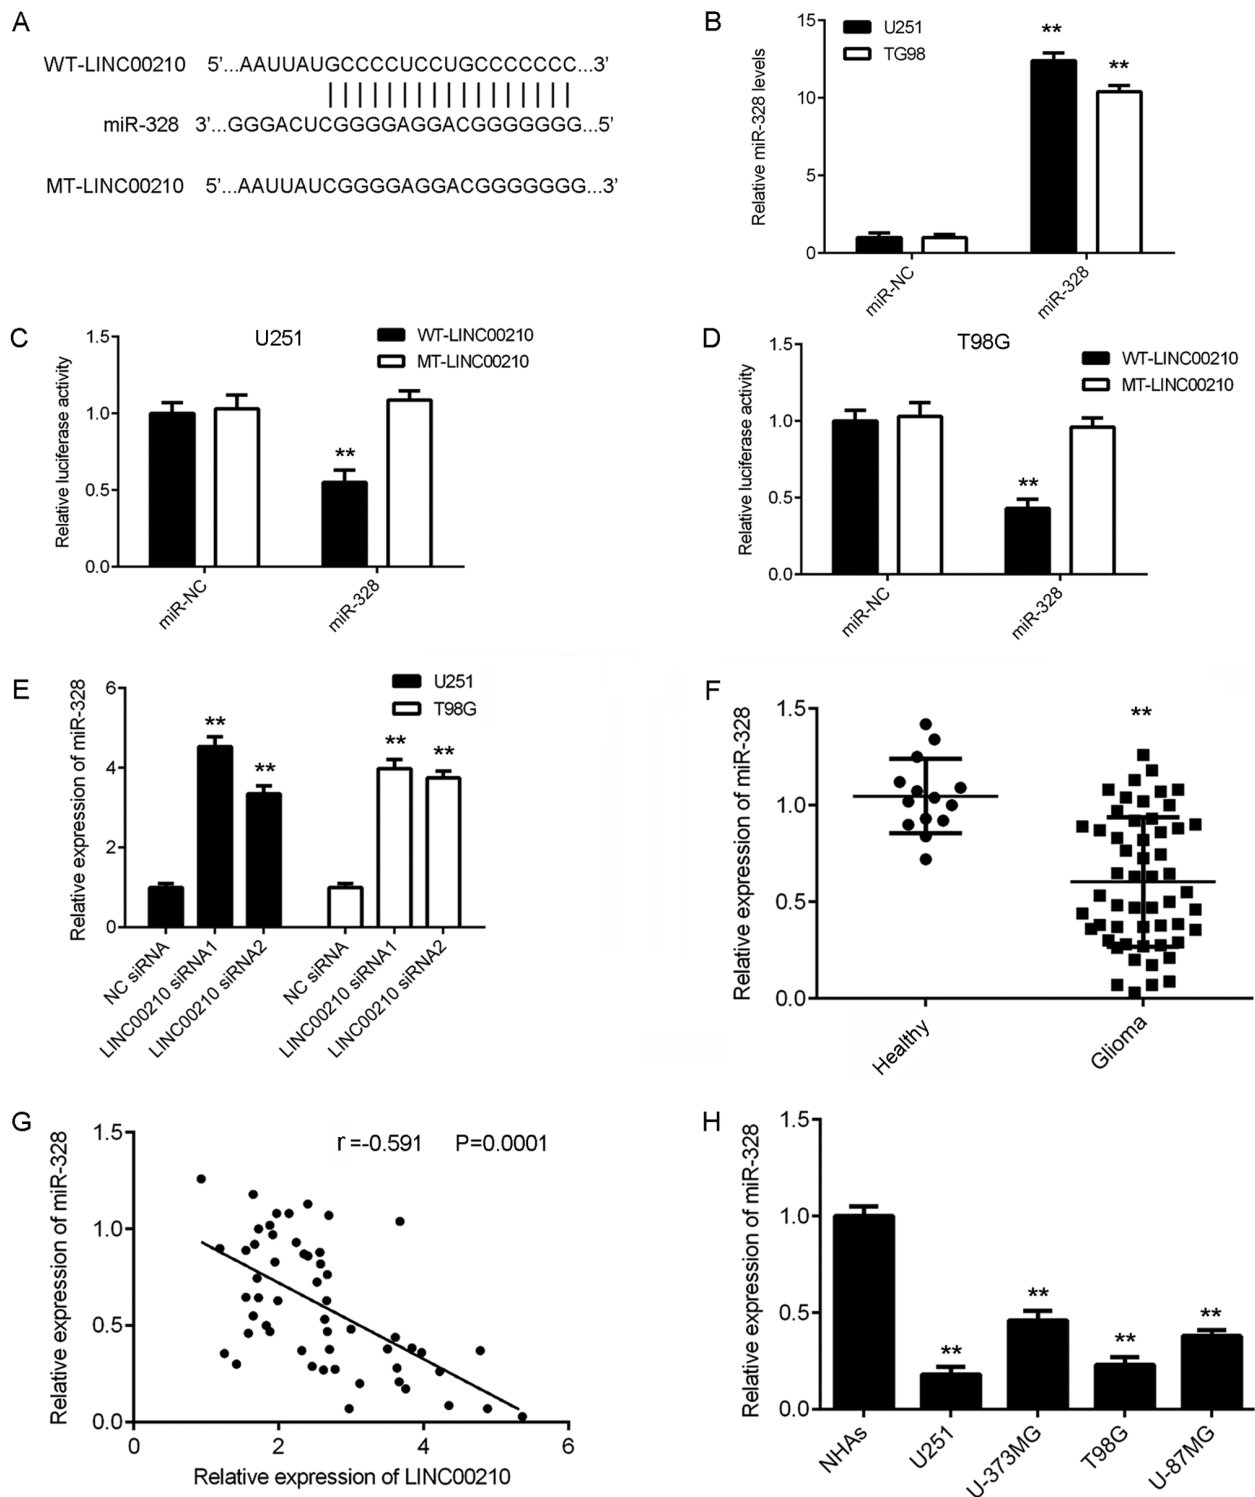 A
WT-LINC00210 5'...AAUUAUGCCCCUCCUGCCCCCCC...3'
miR-328 3'...GGGACUCGGGGAGGACGGGGGGG...5'
MT-LINC00210 5'...AAUUAUCGGGGAGGACGGGGGGG...3'
B
Relative miR-328 levels
15
10
5
0
U251
TG98
**
**
miR-NC
miR-328
C
U251
Relative luciferase activity
1.5
1.0
0.5
0.0
WT-LINC00210
MT-LINC00210
**
miR-NC
miR-328
D
T98G
Relative luciferase activity
1.5
1.0
0.5
0.0
WT-LINC00210
MT-LINC00210
**
miR-NC
miR-328
E
Relative expression of miR-328
6
4
2
0
U251
T98G
**
**
**
**
NC siRNA
LINC00210 siRNA1
LINC00210 siRNA2
NC siRNA
LINC00210 siRNA1
LINC00210 siRNA2
F
Relative expression of miR-328
1.5
1.0
0.5
0.0
**
Healthy
Glioma
G
Relative expression of miR-328
1.5
1.0
0.5
0.0
r =-0.591 P=0.0001
0 2 4 6
Relative expression of LINC00210
H
Relative expression of miR-328
1.5
1.0
0.5
0.0
**
**
**
**
NHAs
U251
U-373MG
T98G
U-87MG